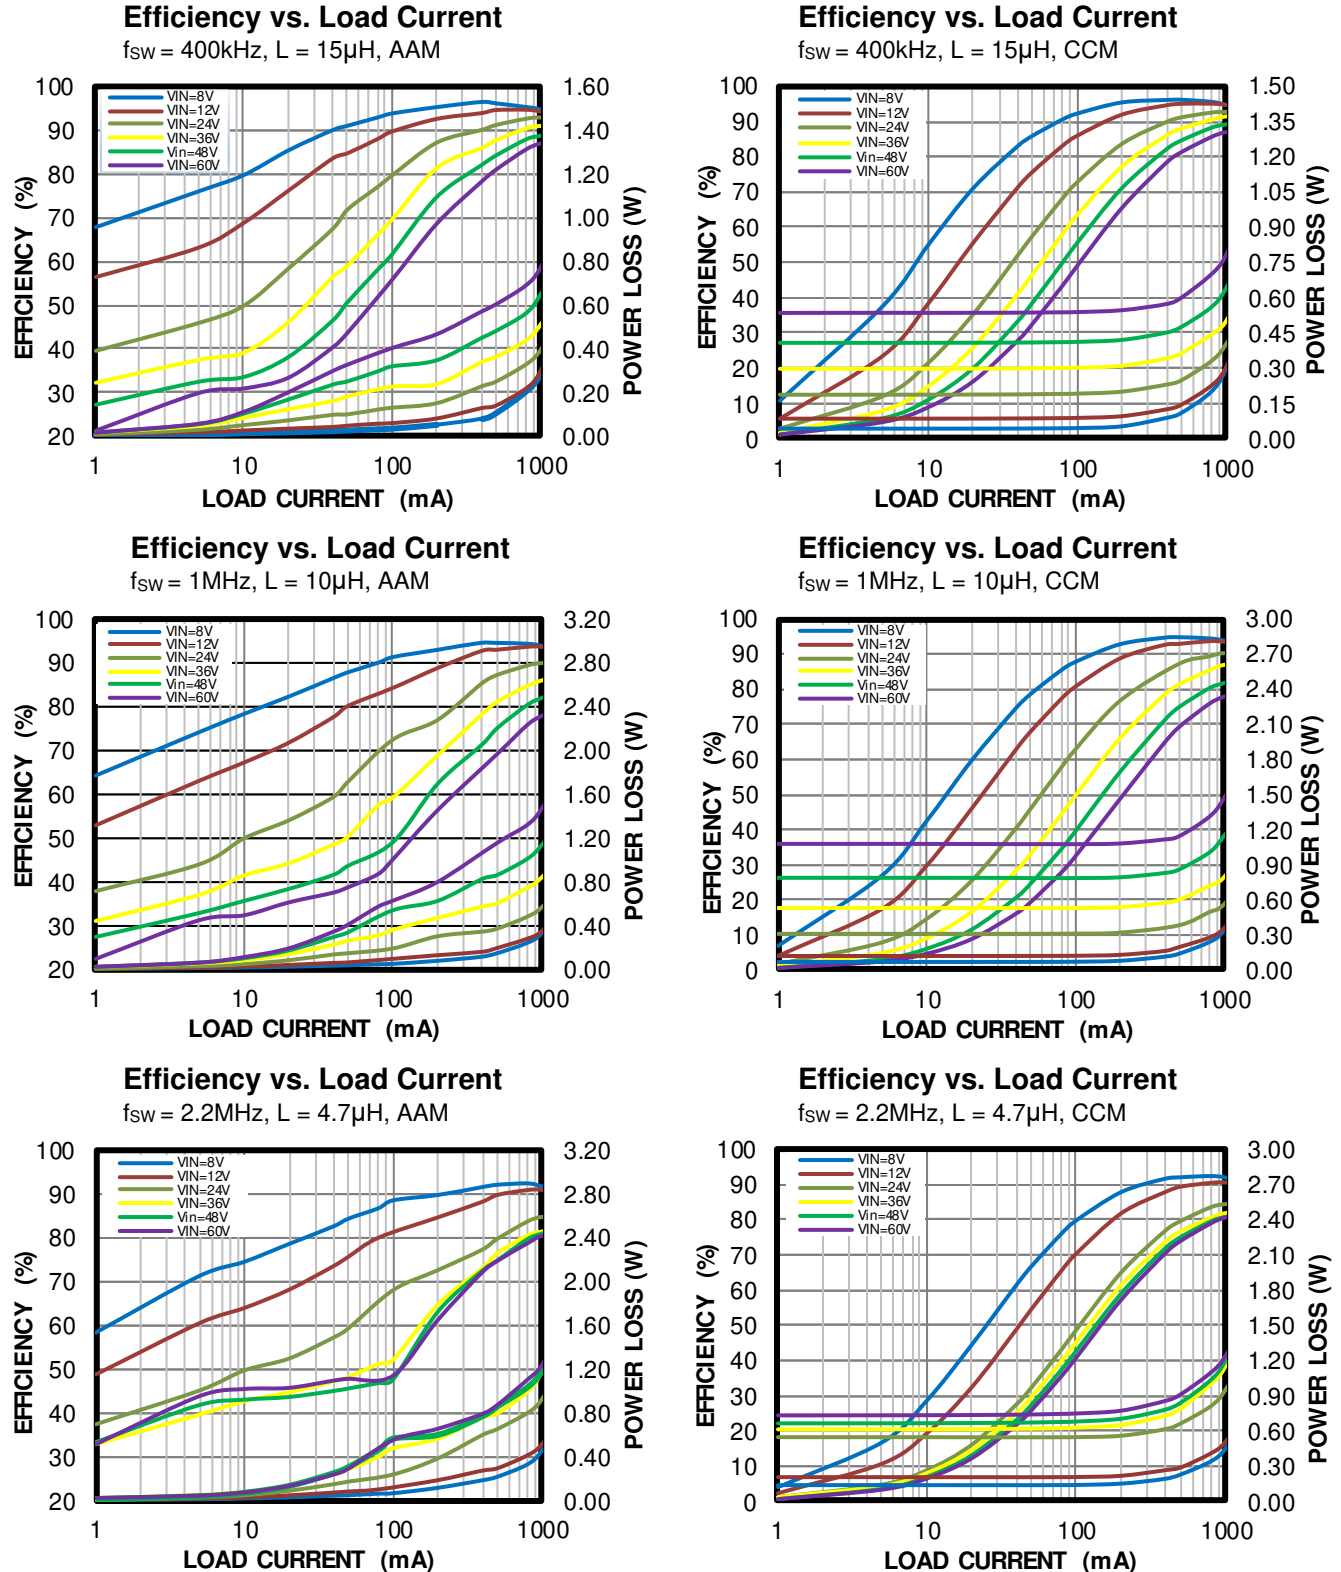 Efficiency vs. Load Current
fSW = 400kHz, L = 15µH, AAM
EFFICIENCY (%)
100
90
80
70
60
50
40
30
20
VIN=8V
VIN=12V
VIN=24V
VIN=36V
Vin=48V
VIN=60V
1.60
1.40
1.20
1.00
0.80
0.60
0.40
0.20
0.00
POWER LOSS (W)
1 10 100 1000
LOAD CURRENT (mA)
Efficiency vs. Load Current
fSW = 400kHz, L = 15µH, CCM
EFFICIENCY (%)
100
90
80
70
60
50
40
30
20
10
0
VIN=8V
VIN=12V
VIN=24V
VIN=36V
Vin=48V
VIN=60V
1.50
1.35
1.20
1.05
0.90
0.75
0.60
0.45
0.30
0.15
0.00
POWER LOSS (W)
1 10 100 1000
LOAD CURRENT (mA)
Efficiency vs. Load Current
fSW = 1MHz, L = 10µH, AAM
EFFICIENCY (%)
100
90
80
70
60
50
40
30
20
VIN=8V
VIN=12V
VIN=24V
VIN=36V
Vin=48V
VIN=60V
3.20
2.80
2.40
2.00
1.60
1.20
0.80
0.40
0.00
POWER LOSS (W)
1 10 100 1000
LOAD CURRENT (mA)
Efficiency vs. Load Current
fSW = 1MHz, L = 10µH, CCM
EFFICIENCY (%)
100
90
80
70
60
50
40
30
20
10
0
VIN=8V
VIN=12V
VIN=24V
VIN=36V
Vin=48V
VIN=60V
3.00
2.70
2.40
2.10
1.80
1.50
1.20
0.90
0.60
0.30
0.00
POWER LOSS (W)
1 10 100 1000
LOAD CURRENT (mA)
Efficiency vs. Load Current
fSW = 2.2MHz, L = 4.7µH, AAM
EFFICIENCY (%)
100
90
80
70
60
50
40
30
20
VIN=8V
VIN=12V
VIN=24V
VIN=36V
Vin=48V
VIN=60V
3.20
2.80
2.40
2.00
1.60
1.20
0.80
0.40
0.00
POWER LOSS (W)
1 10 100 1000
LOAD CURRENT (mA)
Efficiency vs. Load Current
fSW = 2.2MHz, L = 4.7µH, CCM
EFFICIENCY (%)
100
90
80
70
60
50
40
30
20
10
0
VIN=8V
VIN=12V
VIN=24V
VIN=36V
Vin=48V
VIN=60V
3.00
2.70
2.40
2.10
1.80
1.50
1.20
0.90
0.60
0.30
0.00
POWER LOSS (W)
1 10 100 1000
LOAD CURRENT (mA)